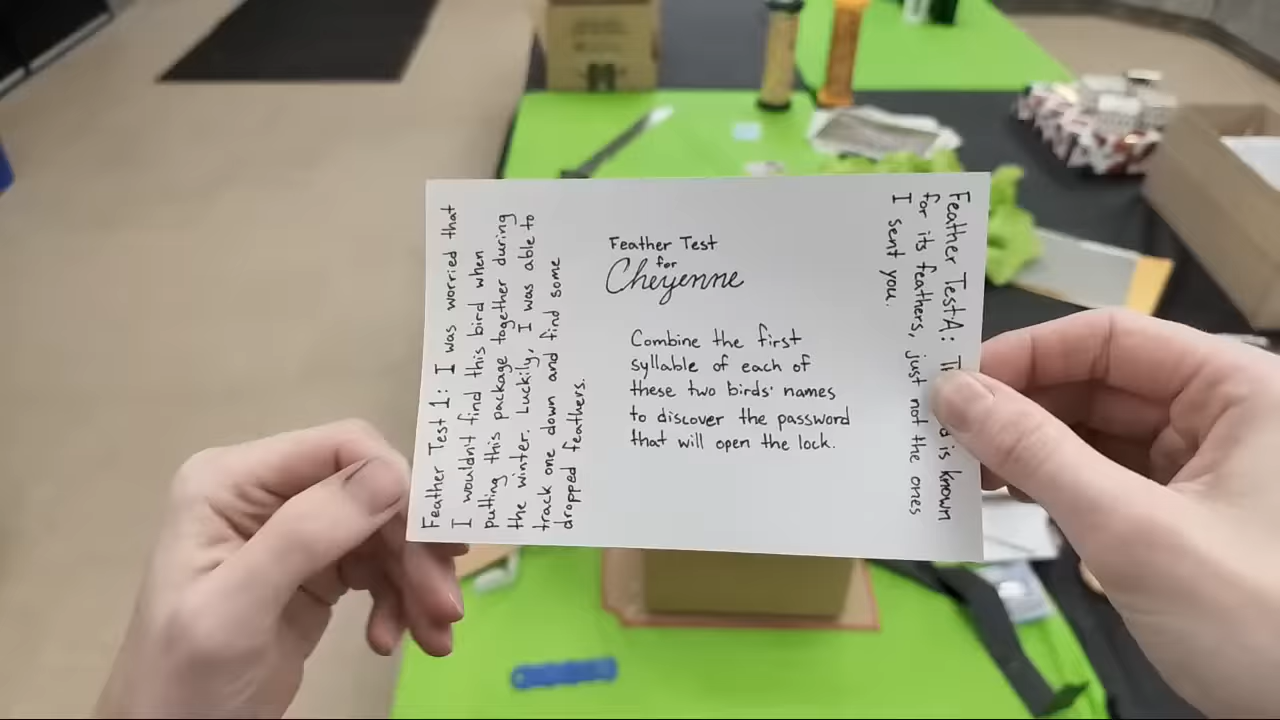 Feather Test 1: I was worried that
I wouldn't find this bird when
putting this package together during
the winter. Luckily, I was able to
track one down and find some
dropped feathers.
Feather Test
for
Cheyenne
Combine the first
syllable of each of
these two birds' names
to discover the password
that will open the lock.
Feather Test A: is known
for its feathers, just not the ones
I sent you.